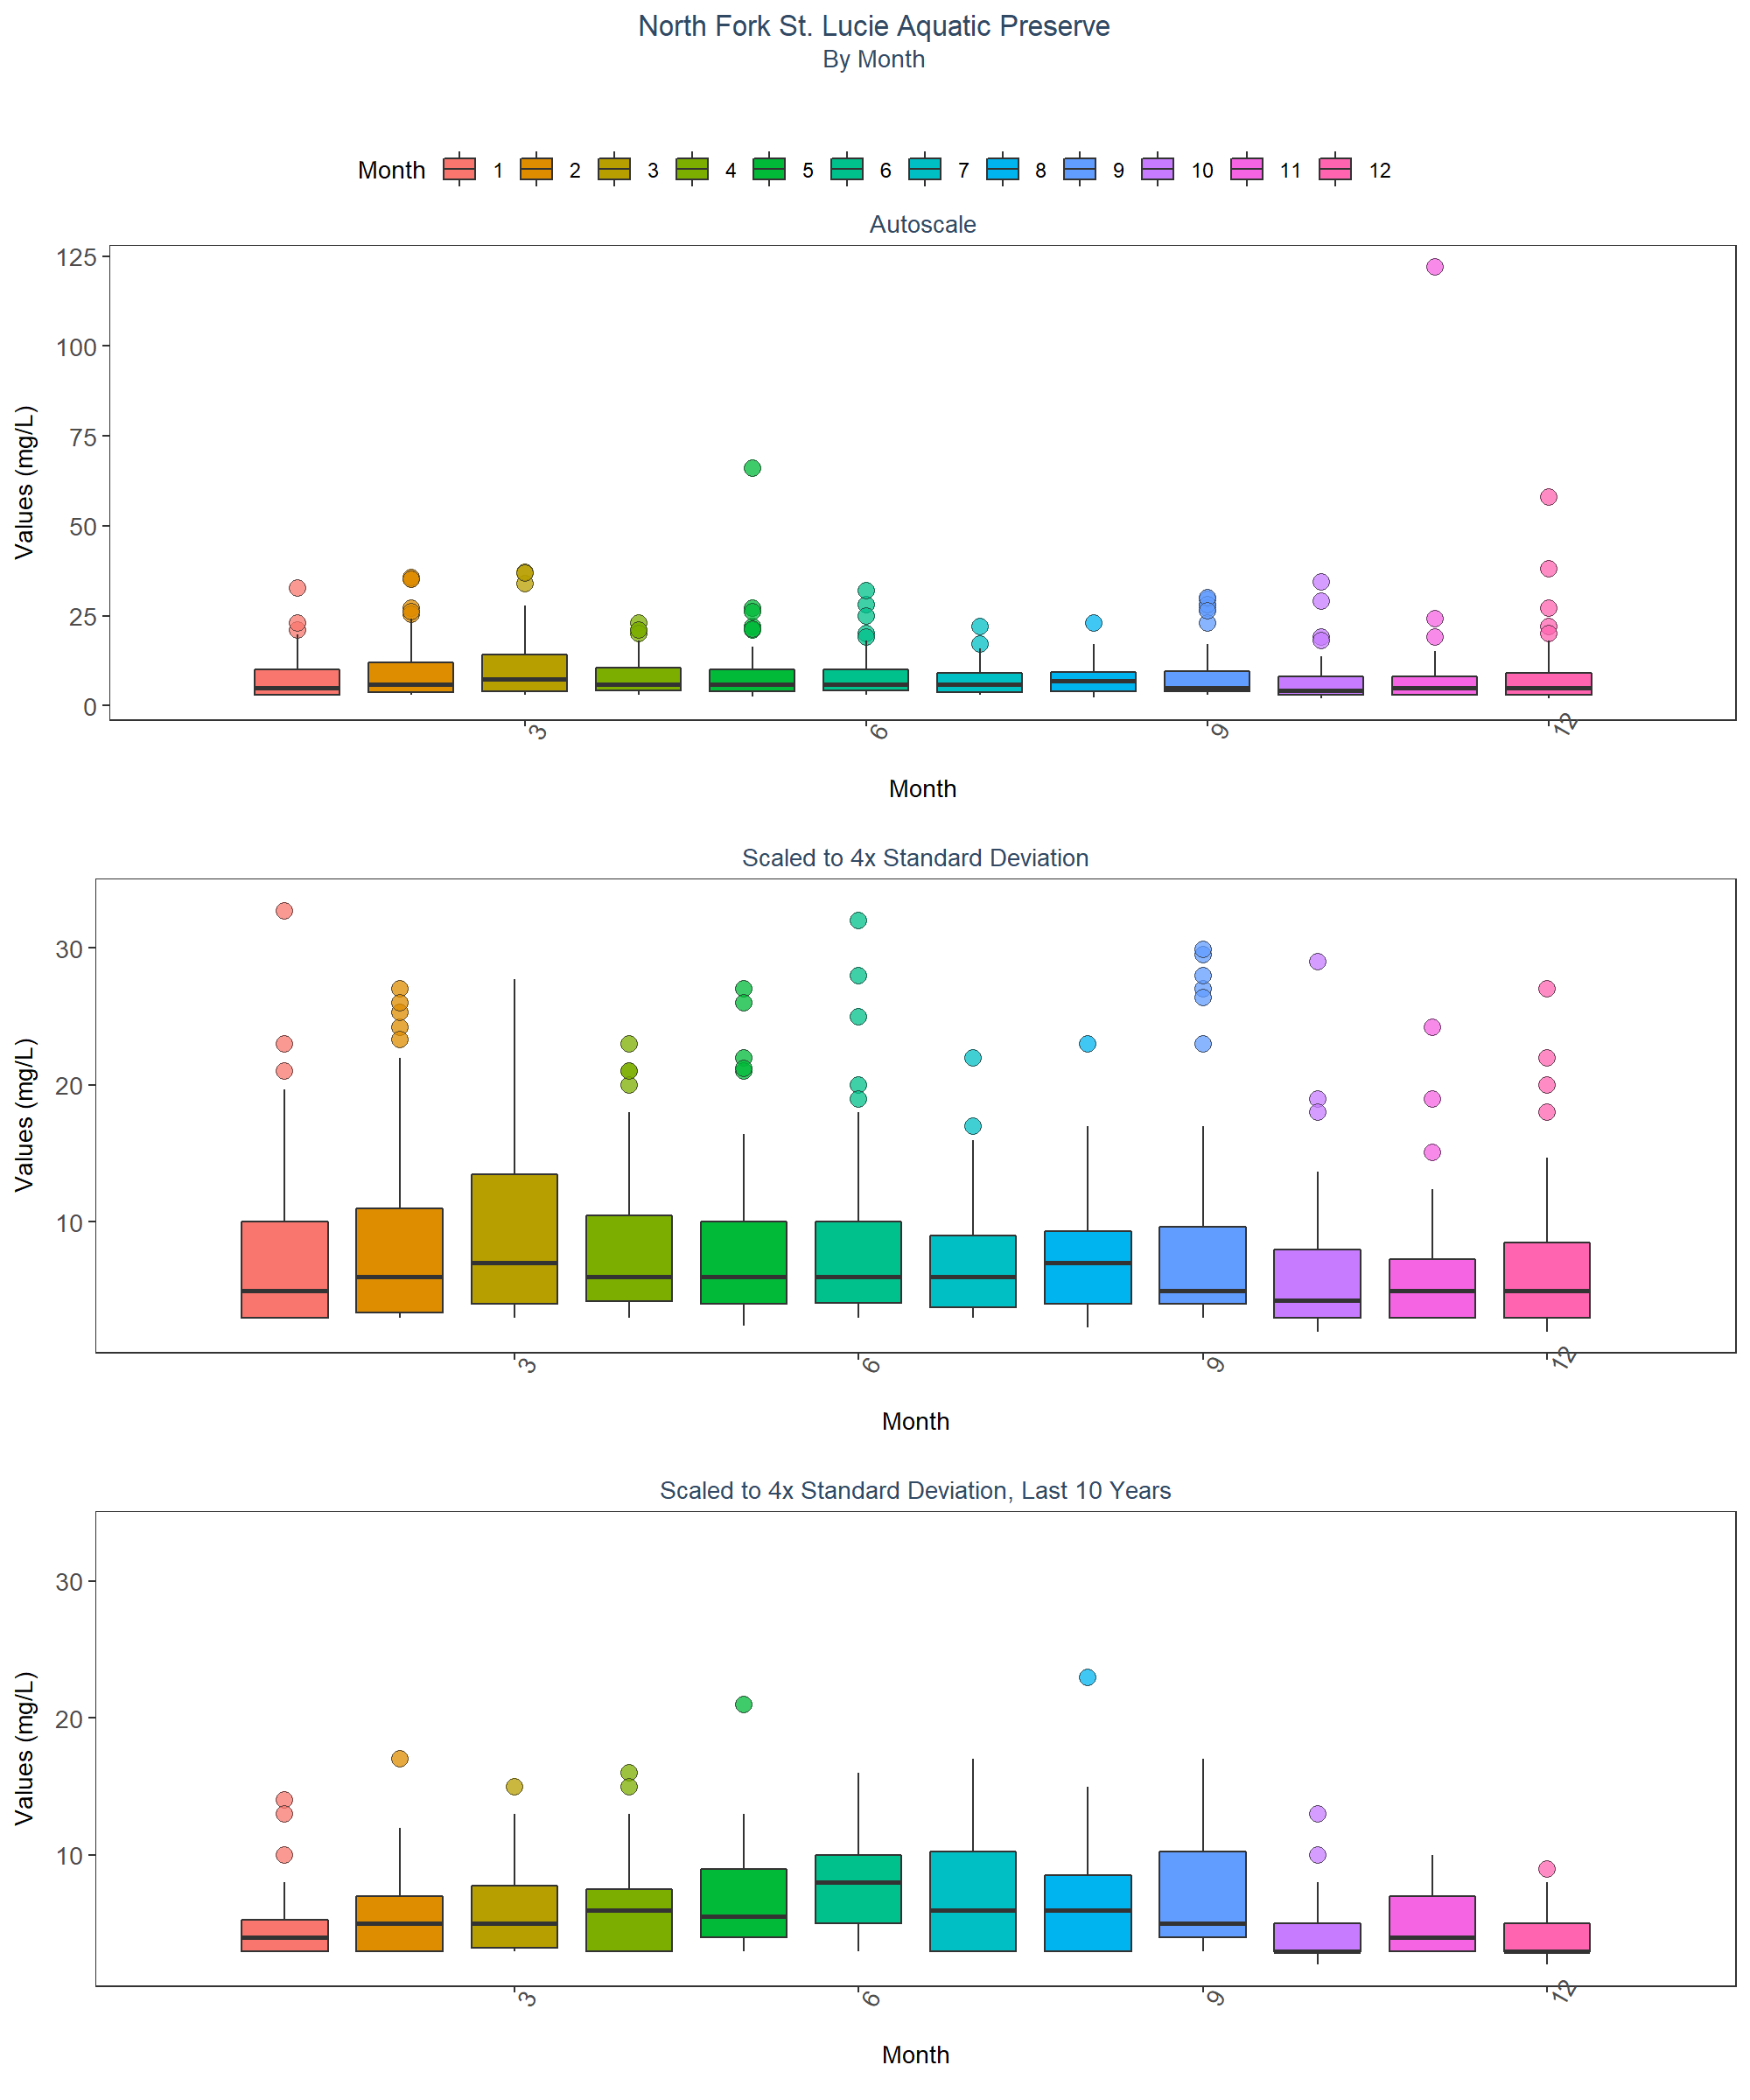 North Fork St. Lucie Aquatic Preserve
By Month
Month 1 2 3 4 5 6 7 8 9 10 11 12
Autoscale
125
100
75
50
25
0
Values (mg/L)
3 6 9 12
Month
Scaled to 4x Standard Deviation
30
20
10
Values (mg/L)
3 6 9 12
Month
Scaled to 4x Standard Deviation, Last 10 Years
30
20
10
Values (mg/L)
3 6 9 12
Month